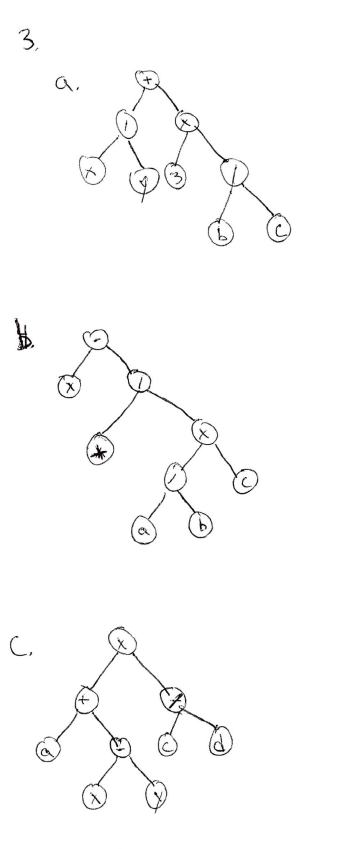 3.
a.
+
/ x
x y 3 /
b c
b.
-
x /
x
/ c
a b
c.
x
+
a - c d
x y